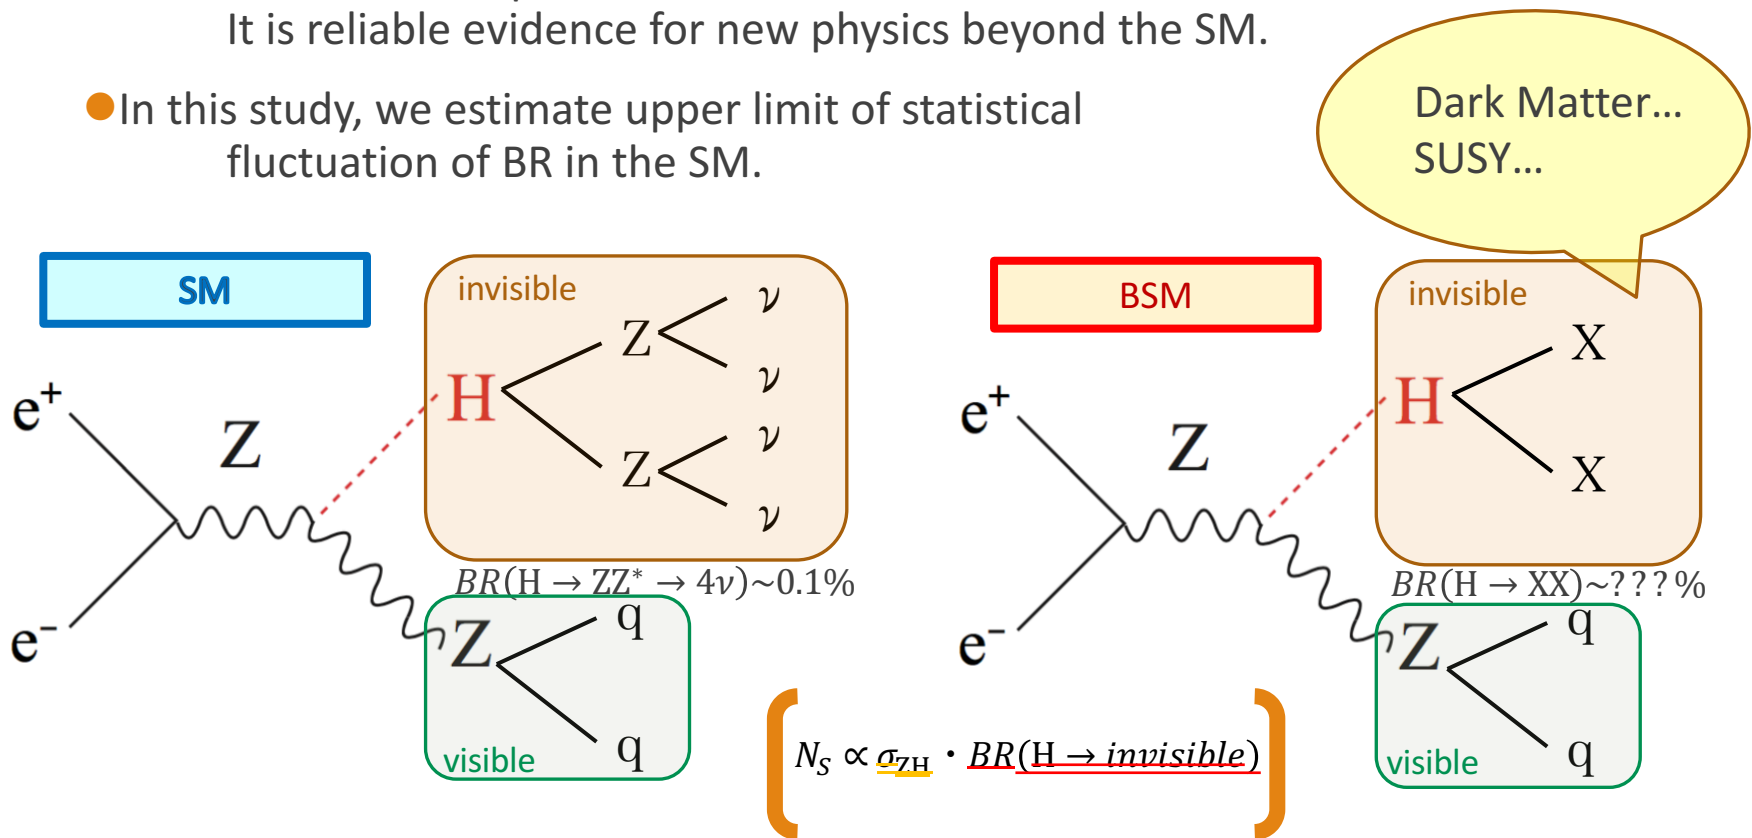 It is reliable evidence for new physics beyond the SM.
In this study, we estimate upper limit of statistical
fluctuation of BR in the SM.
Dark Matter...
SUSY...
SM
invisible
H
Z
ν
ν
Z
ν
ν
e⁺
Z
e⁻
BR(H → ZZ* → 4ν)~0.1%
Z
q
q
visible
BSM
invisible
H
X
X
e⁺
Z
e⁻
BR(H → XX)~???%
Z
q
q
visible
N_S ∝ σ_ZH · BR(H → invisible)